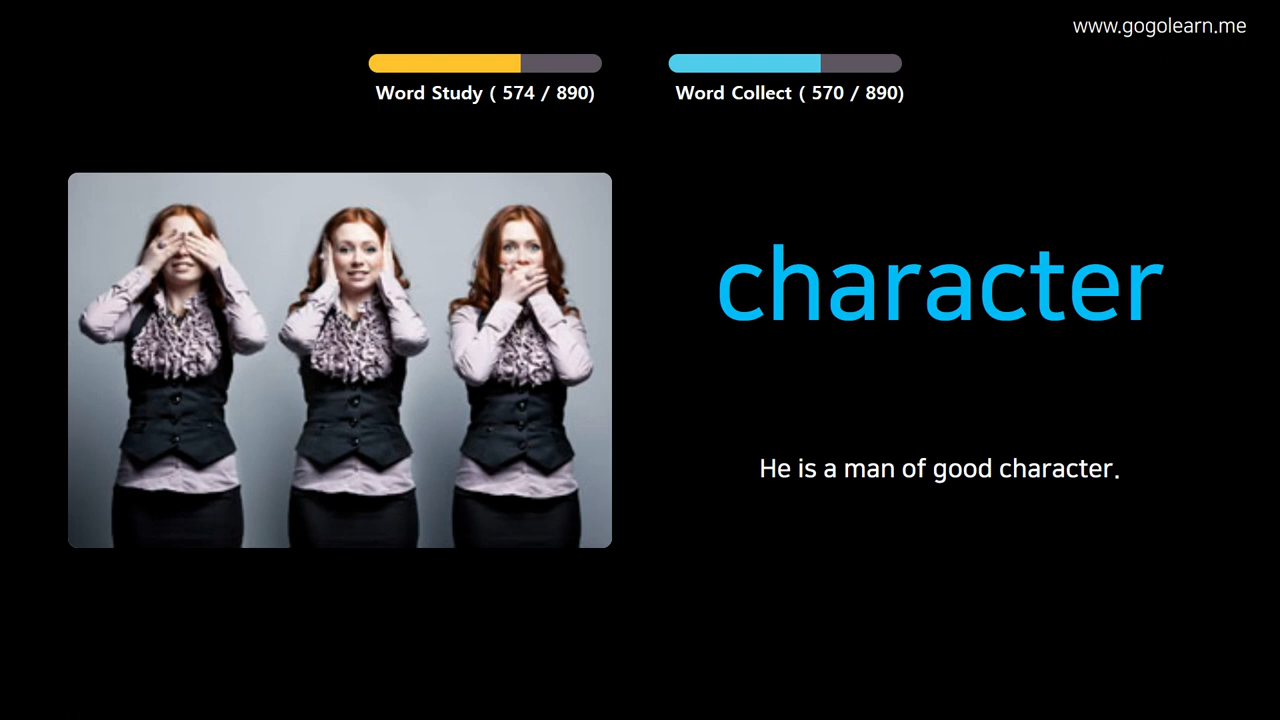 www.gogolearn.me
Word Study ( 574 / 890)
Word Collect ( 570 / 890)
character
He is a man of good character.